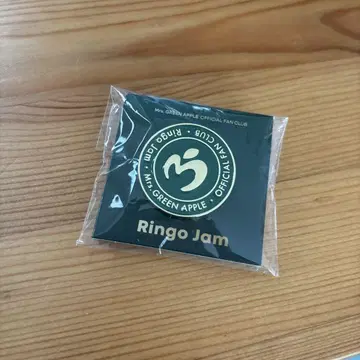 Mrs. GREEN APPLE OFFICIAL FAN CLUB
Ringo Jam • OFFICIAL FAN CLUB • Mrs. GREEN APPLE •
Ringo Jam